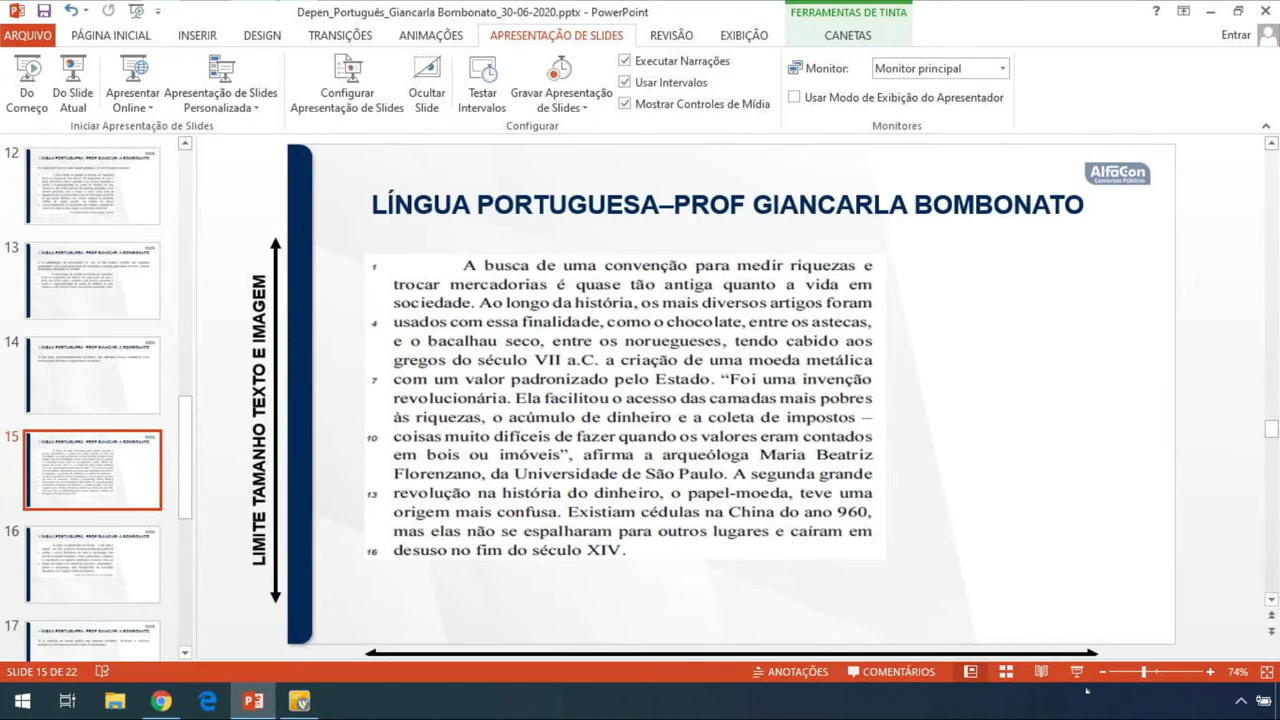 Depen_Português_Giancarla Bombonato_30-06-2020.pptx - PowerPoint
FERRAMENTAS DE TINTA
ARQUIVO PÁGINA INICIAL INSERIR DESIGN TRANSIÇÕES ANIMAÇÕES APRESENTAÇÃO DE SLIDES REVISÃO EXIBIÇÃO CANETAS
Entrar
Do Começo
Do Slide Atual
Apresentar Online
Apresentação de Slides Personalizada
Iniciar Apresentação de Slides
Configurar Apresentação de Slides
Ocultar Slide
Testar Intervalos
Gravar Apresentação de Slides
Executar Narrações
Usar Intervalos
Mostrar Controles de Mídia
Configurar
Monitor: Monitor principal
Usar Modo de Exibição do Apresentador
Monitores
12
13
14
15
16
17
LIMITE TAMANHO TEXTO E IMAGEM
AlfaCon
Concursos Públicos
LÍNGUA PORTUGUESA–PROF GIANCARLA BOMBONATO
1 A ideia de criar uma convenção para medir riquezas e
trocar mercadorias é quase tão antiga quanto a vida em
sociedade. Ao longo da história, os mais diversos artigos foram
4 usados com essa finalidade, como o chocolate, entre os astecas,
e o bacalhau seco, entre os noruegueses, tendo cabido aos
gregos do século VII a.C. a criação de uma moeda metálica
7 com um valor padronizado pelo Estado. “Foi uma invenção
revolucionária. Ela facilitou o acesso das camadas mais pobres
às riquezas, o acúmulo de dinheiro e a coleta de impostos –
10 coisas muito difíceis de fazer quando os valores eram contados
em bois ou imóveis”, afirma a arqueóloga Maria Beatriz
Florenzano, da Universidade de São Paulo. A segunda grande
13 revolução na história do dinheiro, o papel-moeda, teve uma
origem mais confusa. Existiam cédulas na China do ano 960,
mas elas não se espalharam para outros lugares e caíram em
16 desuso no fim do século XIV.
SLIDE 15 DE 22
ANOTAÇÕES COMENTÁRIOS 74%